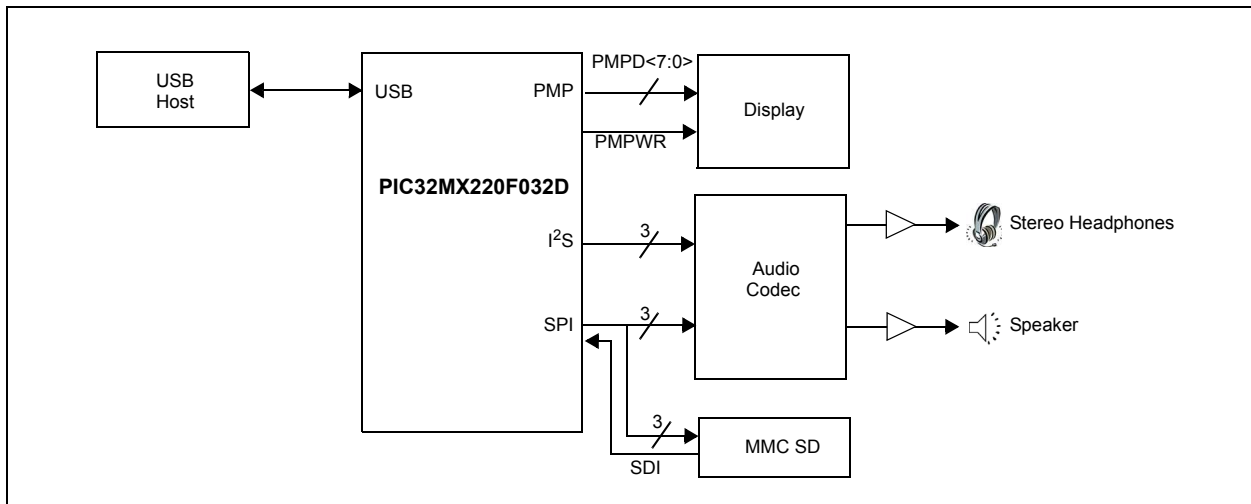 USB
Host
USB
PMP
PMPD<7:0>
PMPWR
Display
PIC32MX220F032D
I²S
3
Audio
Codec
Stereo Headphones
SPI
3
Speaker
3
SDI
MMC SD